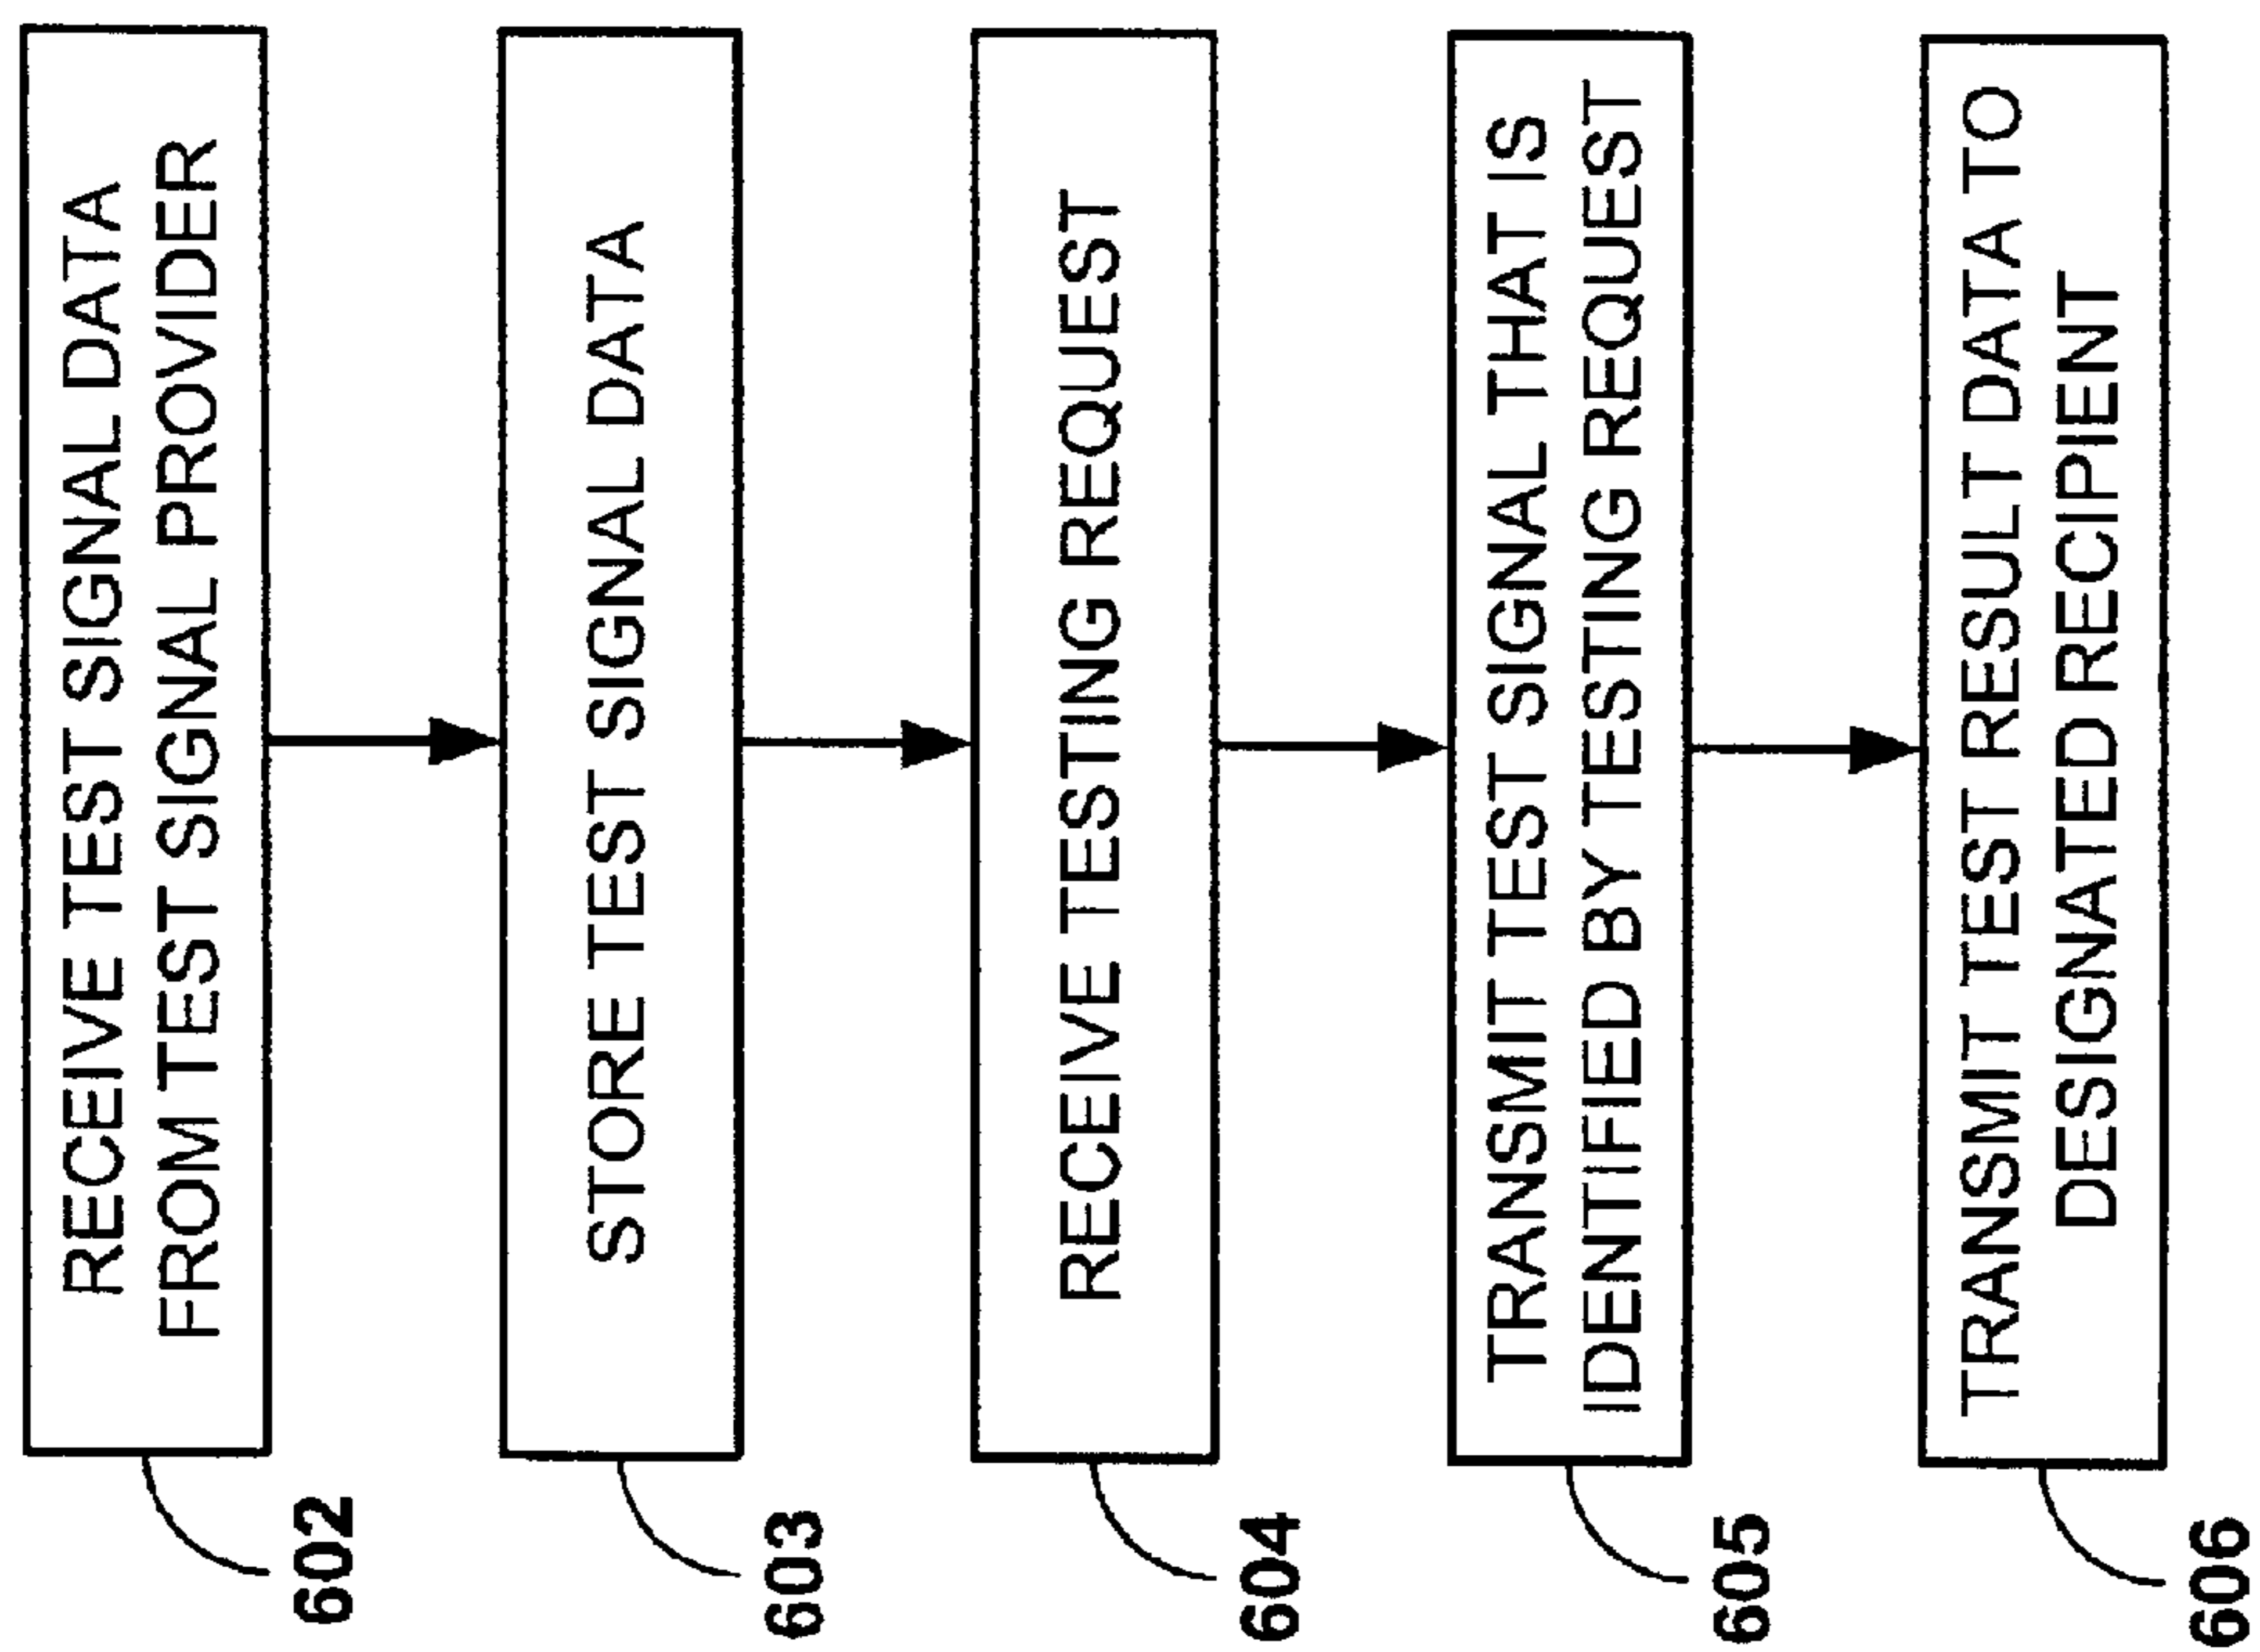 RECEIVE TEST SIGNAL DATA
FROM TEST SIGNAL PROVIDER
602
STORE TEST SIGNAL DATA
603
RECEIVE TESTING REQUEST
604
TRANSMIT TEST SIGNAL THAT IS
IDENTIFIED BY TESTING REQUEST
605
TRANSMIT TEST RESULT DATA TO
DESIGNATED RECIPIENT
606